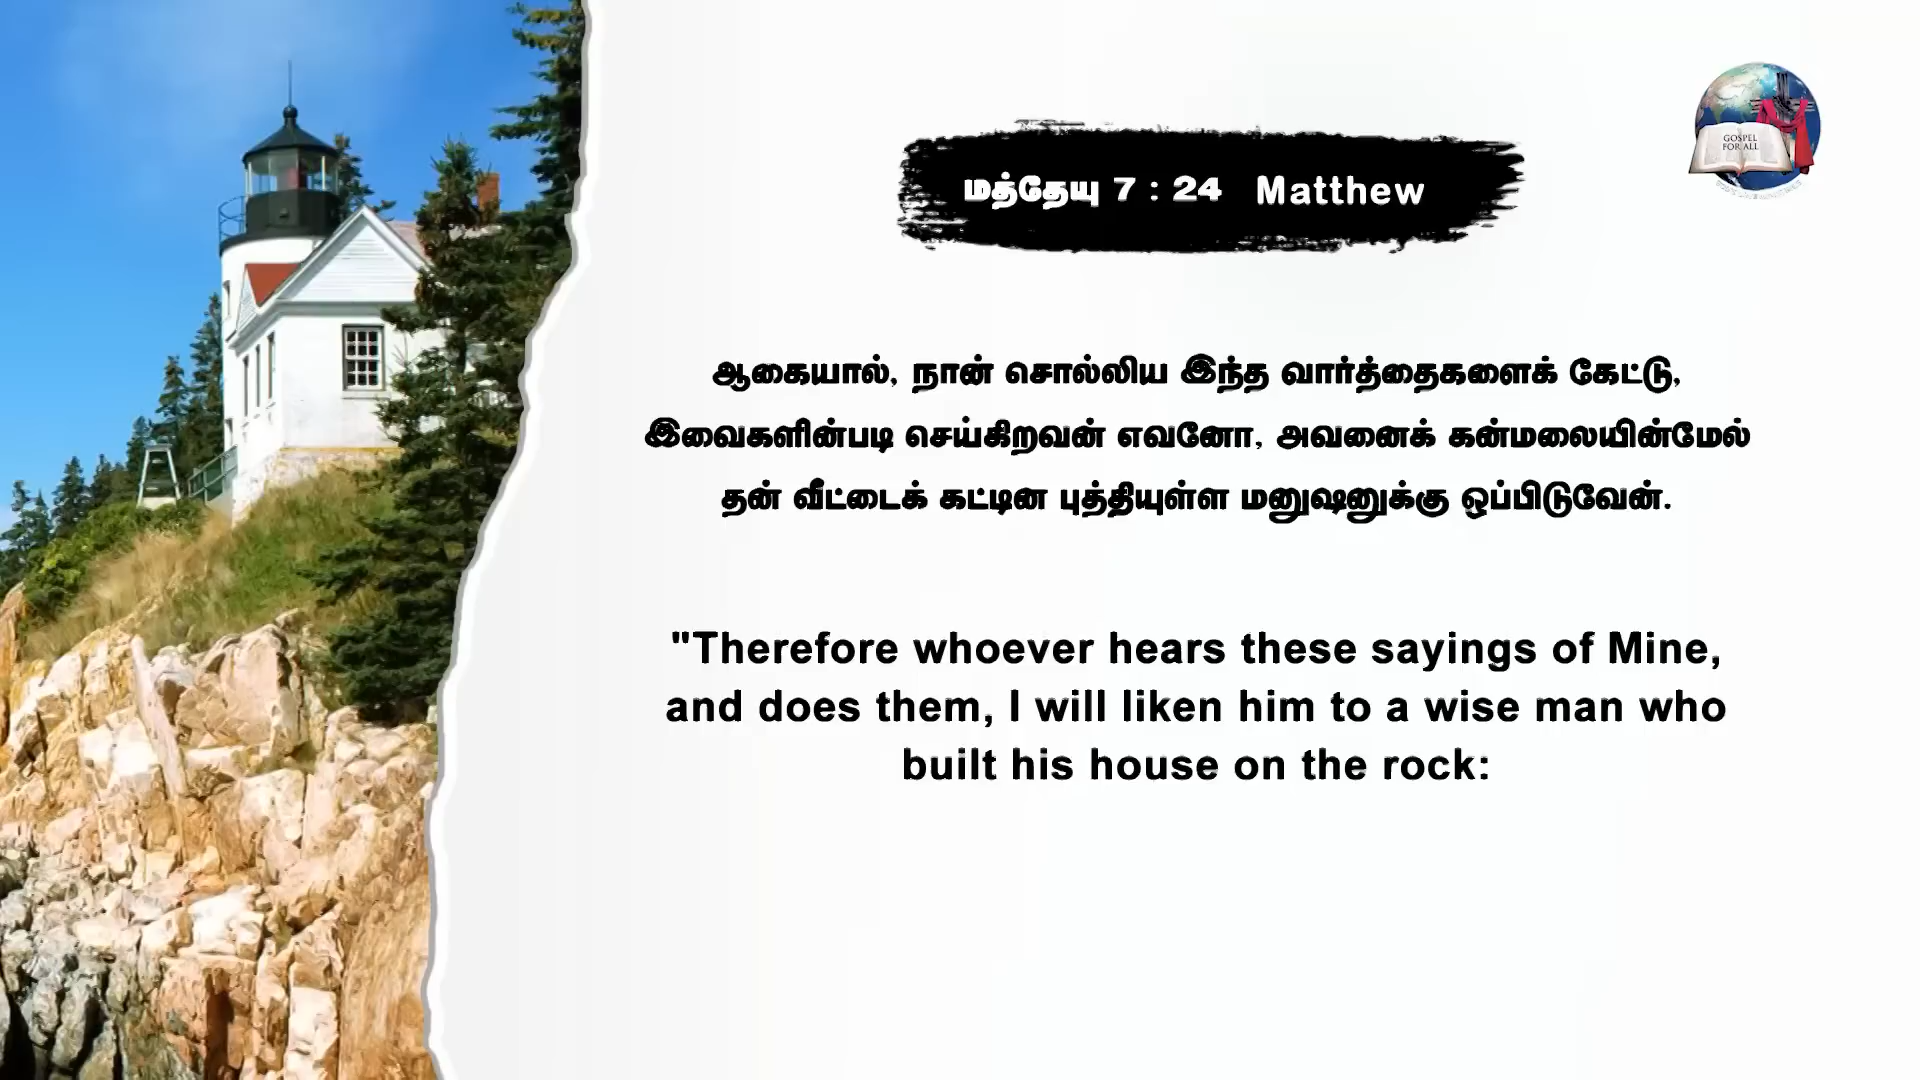 மத்தேயு 7 : 24 Matthew
GOSPEL
FOR ALL
ஆகையால், நான் சொல்லிய இந்த வார்த்தைகளைக் கேட்டு,
இவைகளின்படி செய்கிறவன் எவனோ, அவனைக் கன்மலையின்மேல்
தன் வீட்டைக் கட்டின புத்தியுள்ள மனுஷனுக்கு ஒப்பிடுவேன்.
"Therefore whoever hears these sayings of Mine,
and does them, I will liken him to a wise man who
built his house on the rock: